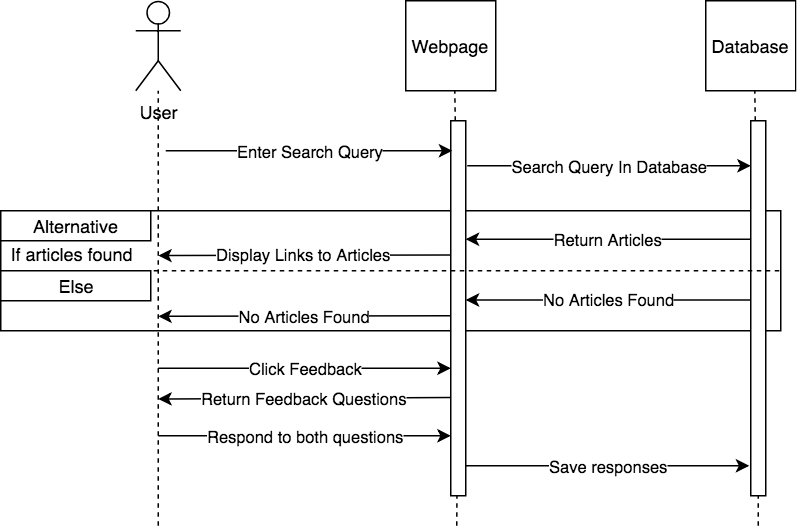 Webpage
Database
User
Enter Search Query
Search Query In Database
Alternative
Return Articles
If articles found
Display Links to Articles
Else
No Articles Found
No Articles Found
Click Feedback
Return Feedback Questions
Respond to both questions
Save responses